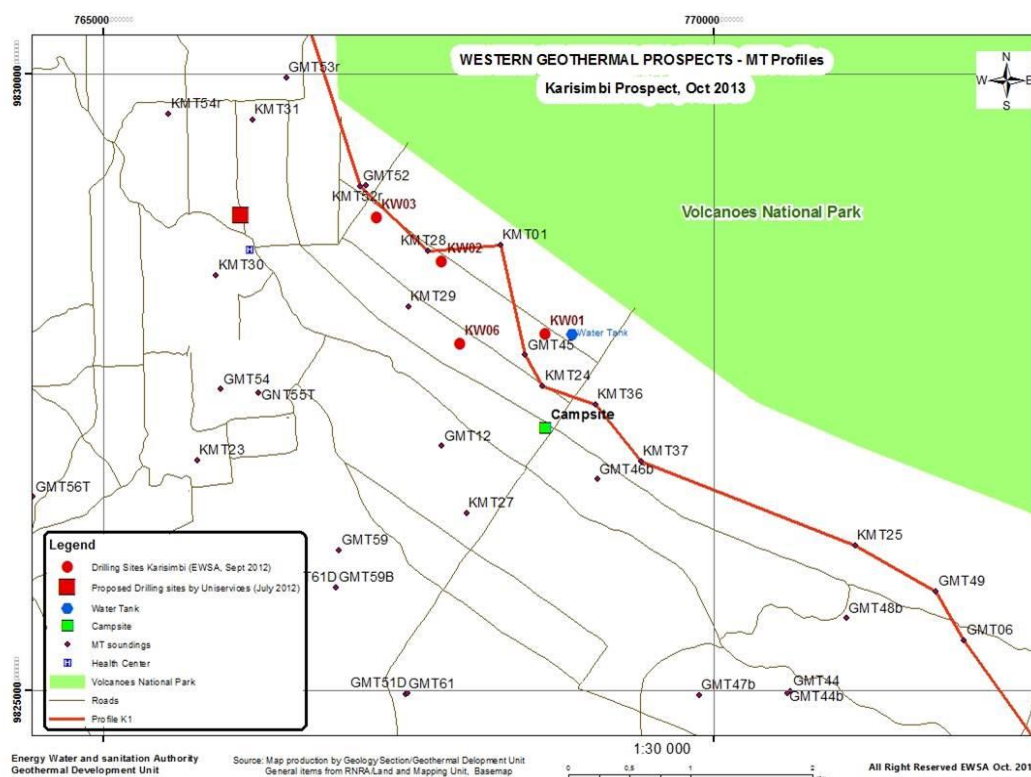 765000
770000
WESTERN GEOTHERMAL PROSPECTS - MT Profiles
Karisimbi Prospect, Oct 2013
N
W
E
S
9830000
GMT53r
KMT54r
KMT31
GMT52
KMT52r
KW03
Volcanoes National Park
KMT28
KW02
KMT01
H
KMT30
KMT29
KW01
Water Tank
KW06
GMT45
KMT24
GMT54
GNT55T
KMT36
Campsite
GMT12
KMT23
KMT37
GMT46b
GMT56T
KMT27
KMT25
GMT59
61D
GMT59B
GMT49
GMT48b
GMT06
GMT51D
GMT61
GMT47b
GMT44
GMT44b
9825000
Legend
Drilling Sites Karisimbi (EWSA, Sept 2012)
Proposed Drilling sites by Uniservices (July 2012)
Water Tank
Campsite
MT soundings
H
Health Center
Volcanoes National Park
Roads
Profile K1
1:30 000
Energy Water and sanitation Authority
Geothermal Development Unit
Source: Map production by Geology Section/Geothermal Delopment Unit
General items from RNRA/Land and Mapping Unit, Basemap
0 1 2
All Right Reserved EWSA Oct. 201